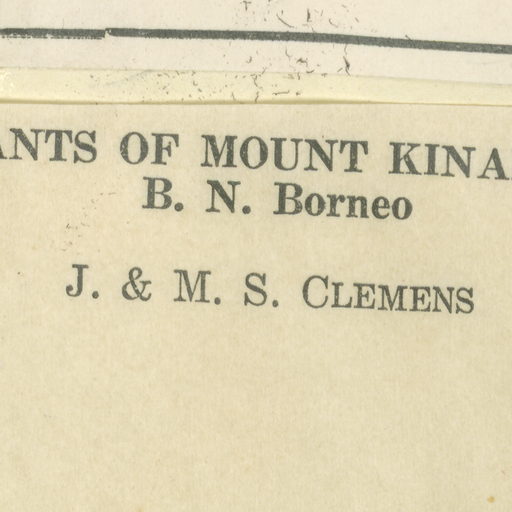 ANTS OF MOUNT KINA
B. N. Borneo
J. & M. S. CLEMENS